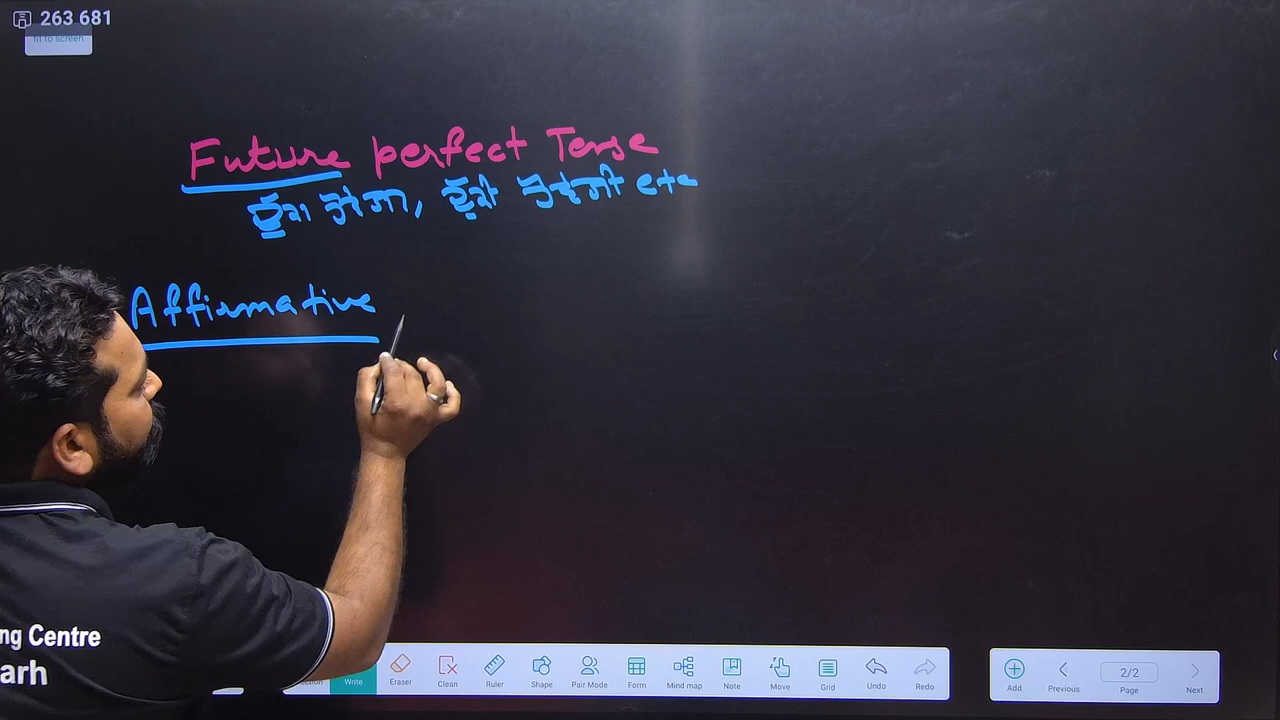 263 681
Future perfect Tense
Affirmative
ng Centre
arh
Write
Eraser
Clean
Ruler
Shape
Pair Mode
Form
Mind map
Note
Move
Grid
Undo
Redo
Add
Previous
2/2
Page
Next